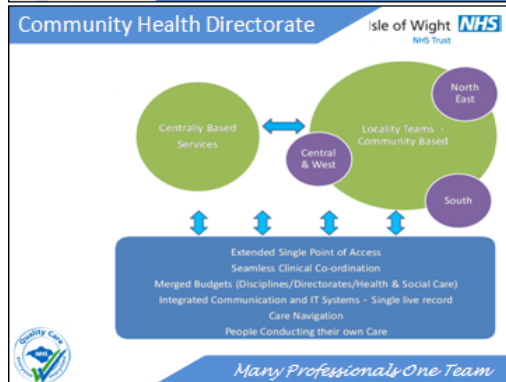 Community Health Directorate
Isle of Wight NHS
NHS Trust
North
East
Centrally Based
Services
Locality Teams -
Community Based
Central
& West
South
Extended Single Point of Access
Seamless Clinical Co-ordination
Merged Budgets (Disciplines/Directorates/Health & Social Care)
Integrated Communication and IT Systems – Single live record
Care Navigation
People Conducting their own Care
Quality Care
NHS
Many Professionals One Team